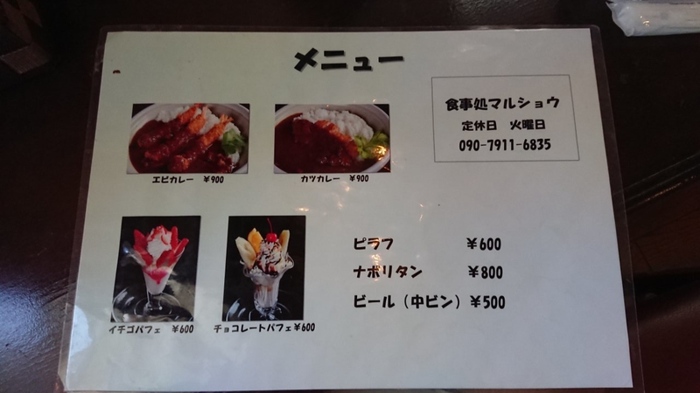 メニュー
食事処マルショウ
定休日 火曜日
090-7911-6835
エビカレー ￥900
カツカレー ￥900
ピラフ ￥600
ナポリタン ￥800
ビール（中ビン）￥500
イチゴパフェ ￥600
チョコレートパフェ￥600